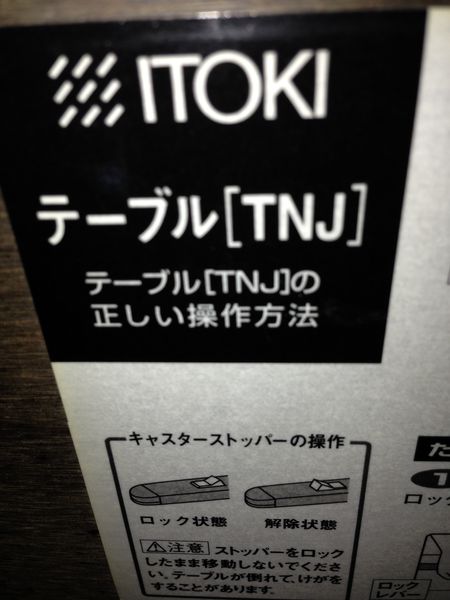 ITOKI
テーブル[TNJ]
テーブル[TNJ]の
正しい操作方法
キャスターストッパーの操作
ロック状態
解除状態
注意 ストッパーをロック
したまま移動しないでくださ
い。テーブルが倒れて、けがを
することがあります。
た
1
ロッ
ロック
レバー